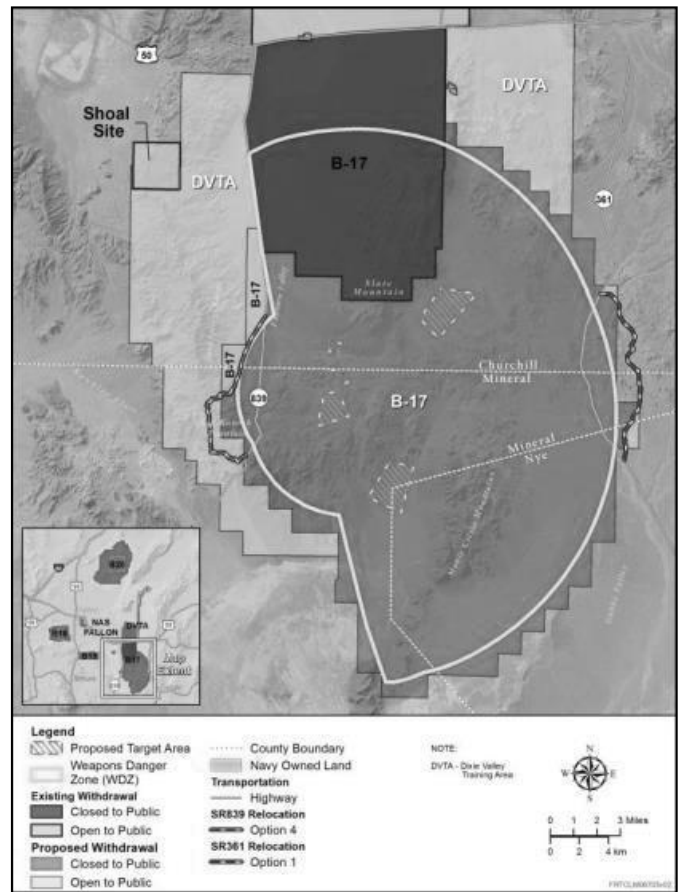 50
Shoal
Site
DVTA
DVTA
B-17
361
Slate
Mountain
B-17
B-17
Churchill
Mineral
839
B-17
Mineral
Nye
B20
NAS
FALLON
DVTA
B17
Map
Extent
Legend
Proposed Target Area
Weapons Danger
Zone (WDZ)
Existing Withdrawal
Closed to Public
Open to Public
Proposed Withdrawal
Closed to Public
Open to Public
County Boundary
Navy Owned Land
Transportation
Highway
SR839 Relocation
Option 4
SR361 Relocation
Option 1
NOTE:
DVTA - Dixie Valley
Training Area
N
W E
S
0 1 2 3 Miles
0 2 4 km